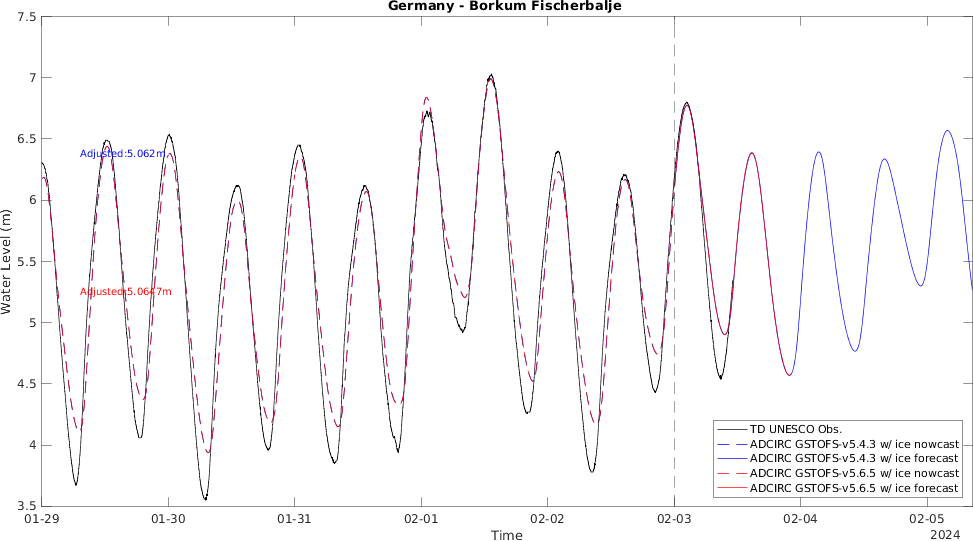 Germany - Borkum Fischerbalje
7.5
7
6.5
6
5.5
5
4.5
4
3.5
Water Level (m)
Adjusted:5.062m
Adjusted:5.0647m
TD UNESCO Obs.
ADCIRC GSTOFS-v5.4.3 w/ ice nowcast
ADCIRC GSTOFS-v5.4.3 w/ ice forecast
ADCIRC GSTOFS-v5.6.5 w/ ice nowcast
ADCIRC GSTOFS-v5.6.5 w/ ice forecast
01-29 01-30 01-31 02-01 02-02 02-03 02-04 02-05
Time
2024